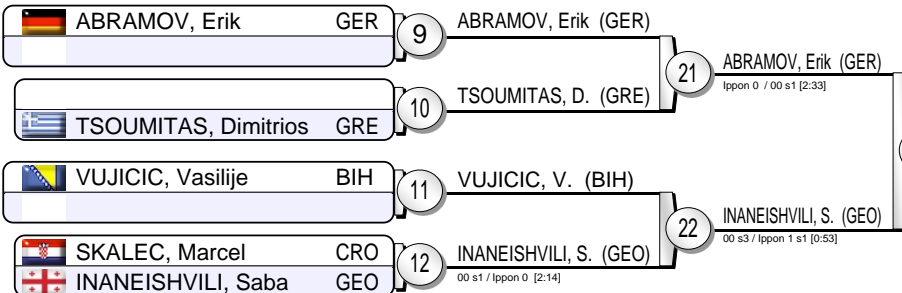 ABRAMOV, Erik GER
9
ABRAMOV, Erik (GER)
21
ABRAMOV, Erik (GER)
Ippon 0 / 00 s1 [2:33]
10
TSOUMITAS, D. (GRE)
TSOUMITAS, Dimitrios GRE
VUJICIC, Vasilije BIH
11
VUJICIC, V. (BIH)
22
INANEISHVILI, S. (GEO)
00 s3 / Ippon 1 s1 [0:53]
SKALEC, Marcel CRO
INANEISHVILI, Saba GEO
12
INANEISHVILI, S. (GEO)
00 s1 / Ippon 0 [2:14]